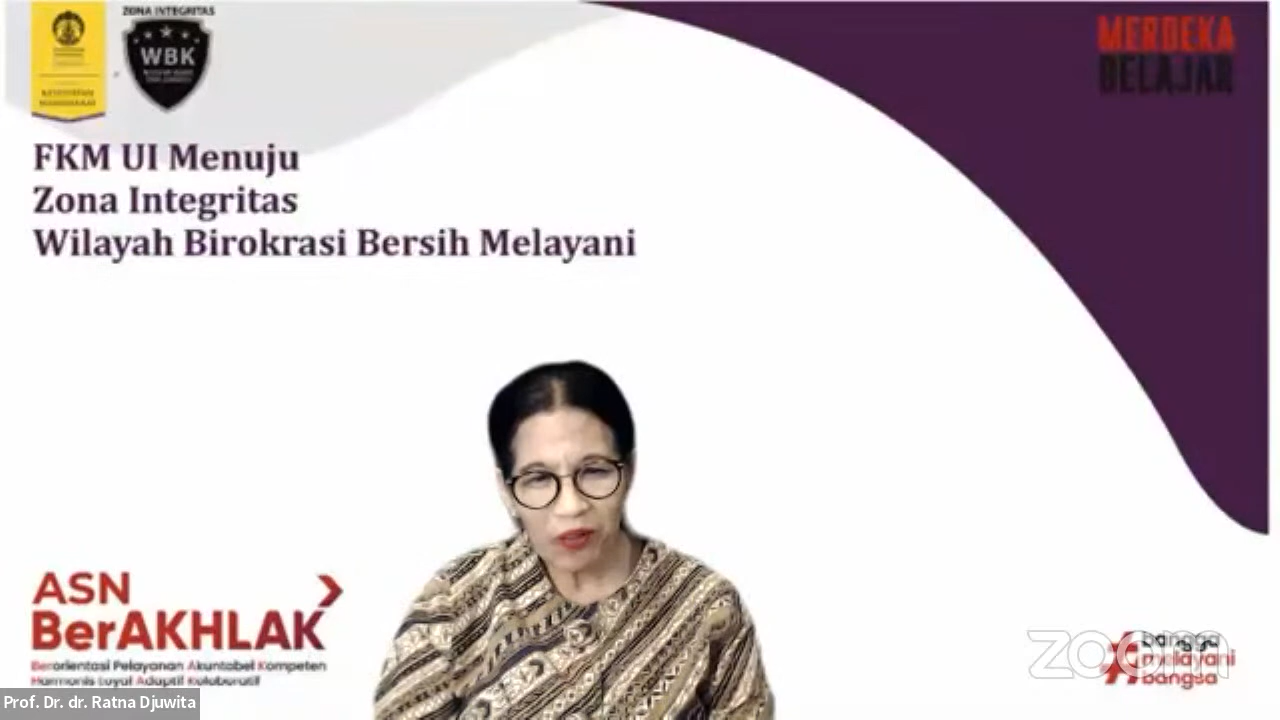 ZONA INTEGRITAS
WBK
MERDEKA
BELAJAR
FKM UI Menuju
Zona Integritas
Wilayah Birokrasi Bersih Melayani
ASN
BerAKHLAK
Berorientasi Pelayanan Akuntabel Kompeten
Harmonis Loyal Adaptif Kolaboratif
zoom
bangga
melayani
bangsa
Prof. Dr. dr. Ratna Djuwita